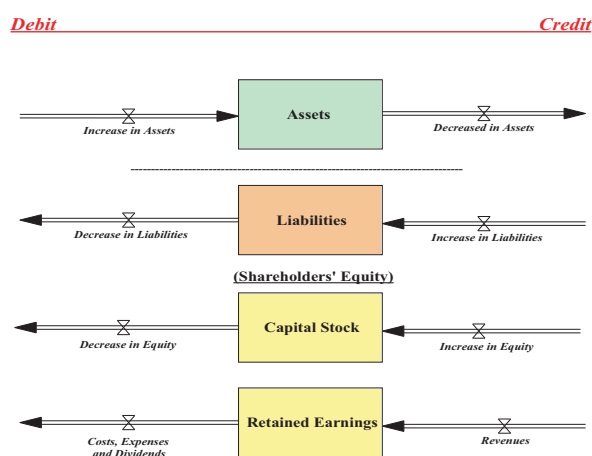 Debit Credit
Assets
Increase in Assets
Decreased in Assets
Liabilities
Decrease in Liabilities
Increase in Liabilities
(Shareholders' Equity)
Capital Stock
Decrease in Equity
Increase in Equity
Retained Earnings
Costs, Expenses
and Dividends
Revenues